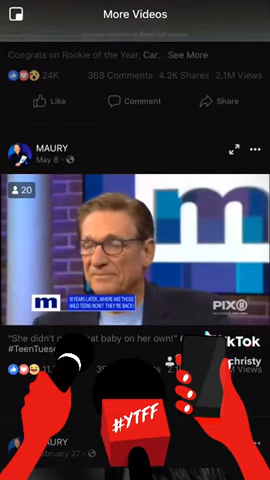 More Videos
Congrats on Rookie of the Year, Car... See More
24K
368 Comments
4.2K Shares
2.1M Views
Like
Comment
Share
MAURY
May 8
20
m
m
10 YEARS LATER...WHERE ARE THOSE
WILD TEENS NOW? THEY'RE BACK!
PIX11
"She didn't
that baby on her own!"
TikTok
#TeenTuesd
christy
Views
#YTFF
MAURY
February 27